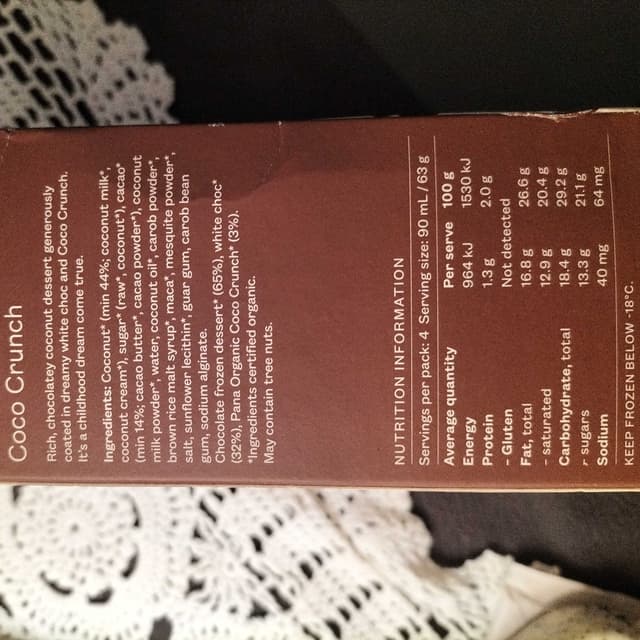 Coco Crunch
Rich, chocolatey coconut dessert generously
coated in dreamy white choc and Coco Crunch.
It's a childhood dream come true.
Ingredients: Coconut* (min 44%; coconut milk*,
coconut cream*), sugar* (raw*, coconut*), cacao*
(min 14%; cacao butter*, cacao powder*), coconut
milk powder*, water, coconut oil*, carob powder*,
brown rice malt syrup*, maca*, mesquite powder*,
salt, sunflower lecithin*, guar gum, carob bean
gum, sodium alginate.
Chocolate frozen dessert* (65%), white choc*
(32%), Pana Organic Coco Crunch* (3%).
*Ingredients certified organic.
May contain tree nuts.
NUTRITION INFORMATION
Servings per pack: 4 Serving size: 90 mL / 63 g
Average quantity Per serve 100 g
Energy 964 kJ 1530 kJ
Protein 1.3 g 2.0 g
- Gluten Not detected
Fat, total 16.8 g 26.6 g
- saturated 12.9 g 20.4 g
Carbohydrate, total 18.4 g 29.2 g
- sugars 13.3 g 21.1 g
Sodium 40 mg 64 mg
KEEP FROZEN BELOW -18°C.